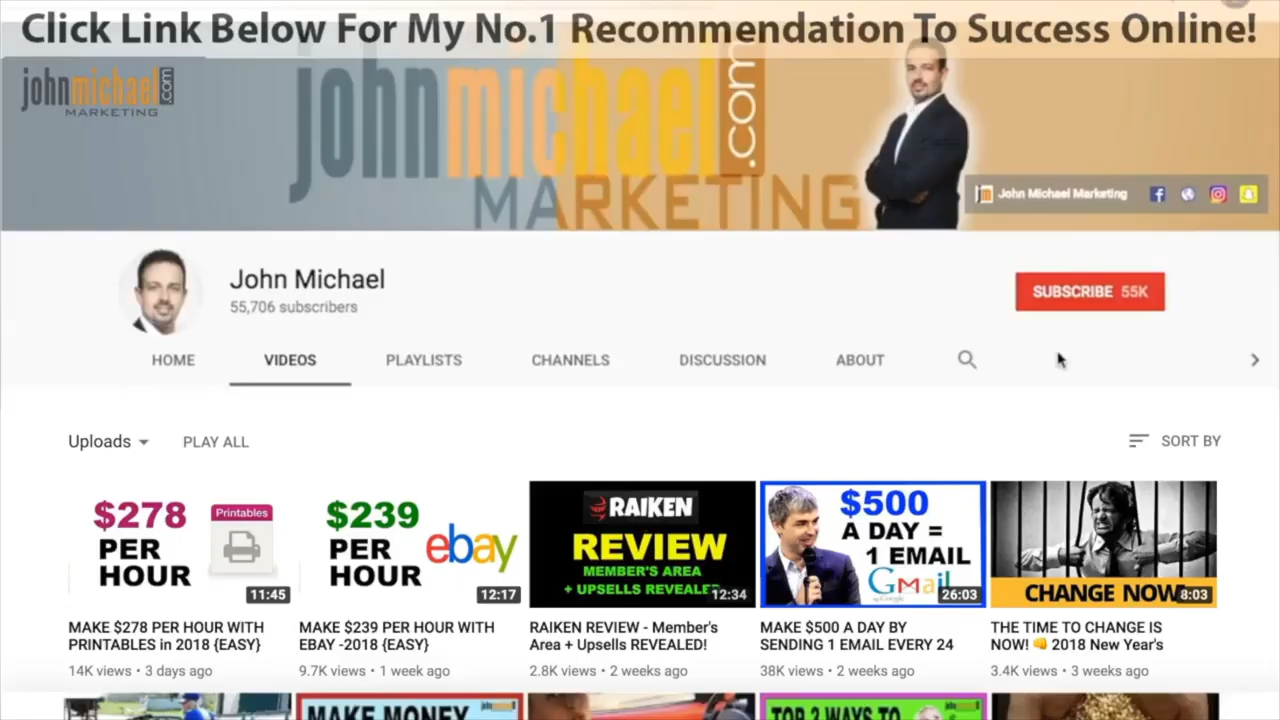 Click Link Below For My No.1 Recommendation To Success Online!
johnmichael.com
MARKETING
johnmichael.com
MARKETING
John Michael Marketing
John Michael
55,706 subscribers
SUBSCRIBE 55K
HOME VIDEOS PLAYLISTS CHANNELS DISCUSSION ABOUT
Uploads PLAY ALL SORT BY
$278
PER
HOUR
Printables
11:45
$239
PER
HOUR
ebay
12:17
RAIKEN
REVIEW
MEMBER'S AREA
+ UPSELLS REVEALED
12:34
$500
A DAY =
1 EMAIL
Gmail
by Google
26:03
CHANGE NOW
8:03
MAKE $278 PER HOUR WITH
PRINTABLES in 2018 {EASY}
14K views • 3 days ago
MAKE $239 PER HOUR WITH
EBAY -2018 {EASY}
9.7K views • 1 week ago
RAIKEN REVIEW - Member's
Area + Upsells REVEALED!
2.8K views • 2 weeks ago
MAKE $500 A DAY BY
SENDING 1 EMAIL EVERY 24
38K views • 2 weeks ago
THE TIME TO CHANGE IS
NOW! 👊 2018 New Year's
3.4K views • 3 weeks ago
MAKE MONEY
TOP 2 WAYS TO